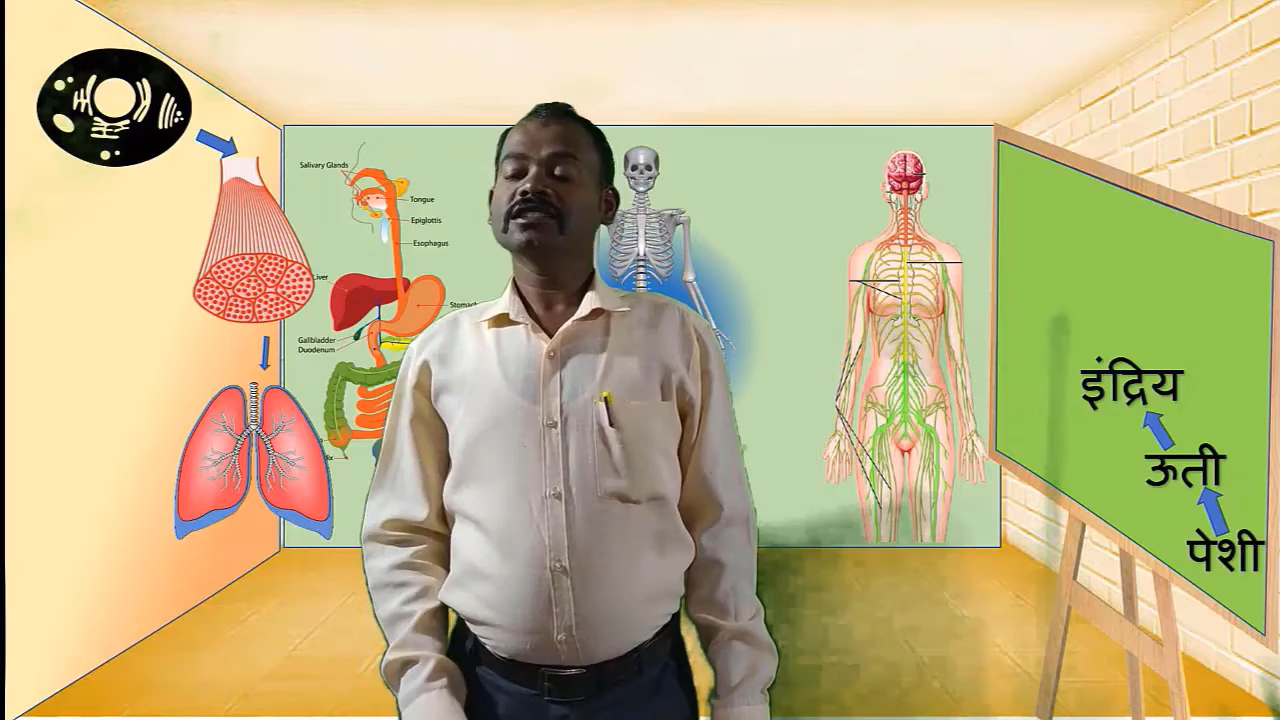 Salivary Glands
Tongue
Epiglottis
Esophagus
Liver
Stomach
Gallbladder
Duodenum
इंद्रिय
ऊती
पेशी